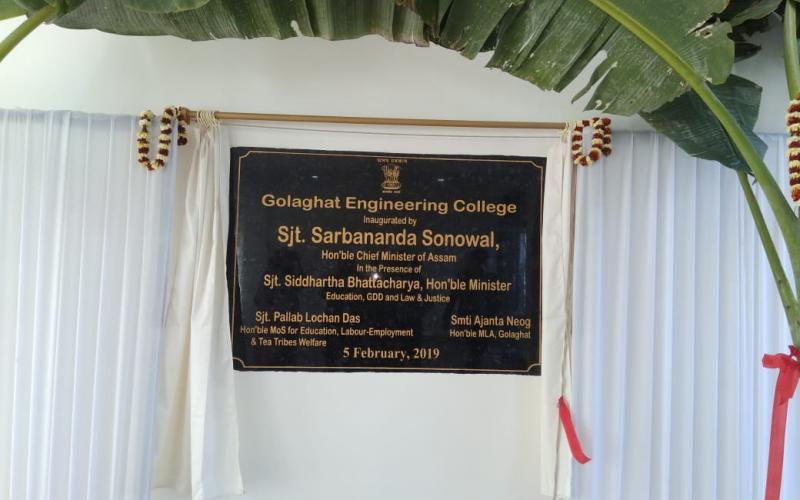 Golaghat Engineering College
Inaugurated by
Sjt. Sarbananda Sonowal,
Hon'ble Chief Minister of Assam
In the Presence of
Sjt. Siddhartha Bhattacharya, Hon'ble Minister
Education, GDD and Law & Justice
Sjt. Pallab Lochan Das
Hon'ble MoS for Education, Labour-Employment
& Tea Tribes Welfare
Smti Ajanta Neog
Hon'ble MLA, Golaghat
5 February, 2019